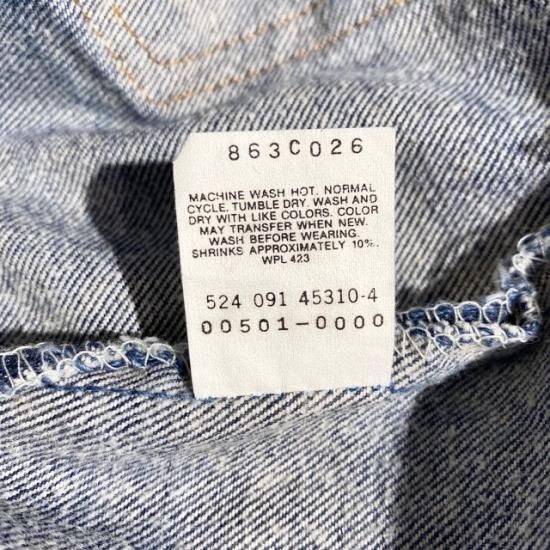 863C026
MACHINE WASH HOT. NORMAL
CYCLE. TUMBLE DRY. WASH AND
DRY WITH LIKE COLORS. COLOR
MAY TRANSFER WHEN NEW.
WASH BEFORE WEARING.
SHRINKS APPROXIMATELY 10%.
WPL 423
524 091 45310-4
00501-0000